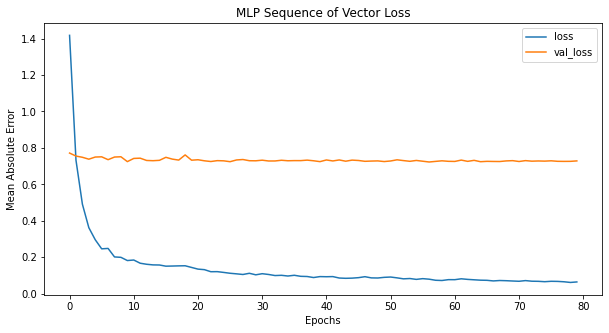 MLP Sequence of Vector Loss
loss
val_loss
Mean Absolute Error
1.4
1.2
1.0
0.8
0.6
0.4
0.2
0.0
0 10 20 30 40 50 60 70 80
Epochs